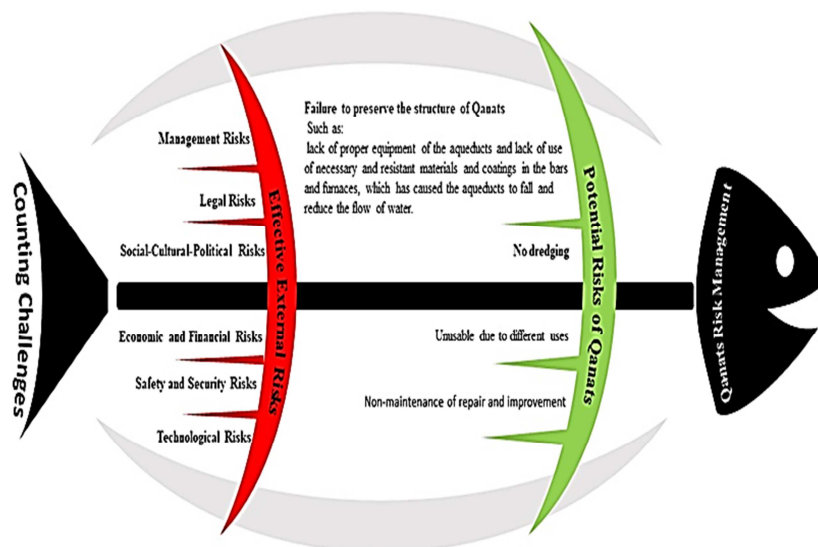 Counting Challenges
Management Risks
Legal Risks
Social-Cultural-Political Risks
Economic and Financial Risks
Safety and Security Risks
Technological Risks
Effective External Risks
Failure to preserve the structure of Qanats
Such as:
lack of proper equipment of the aqueducts and lack of use
of necessary and resistant materials and coatings in the bars
and furnaces, which has caused the aqueducts to fall and
reduce the flow of water.
No dredging
Unusable due to different uses
Non-maintenance of repair and improvement
Potential Risks of Qanats
Qanats Risk Management